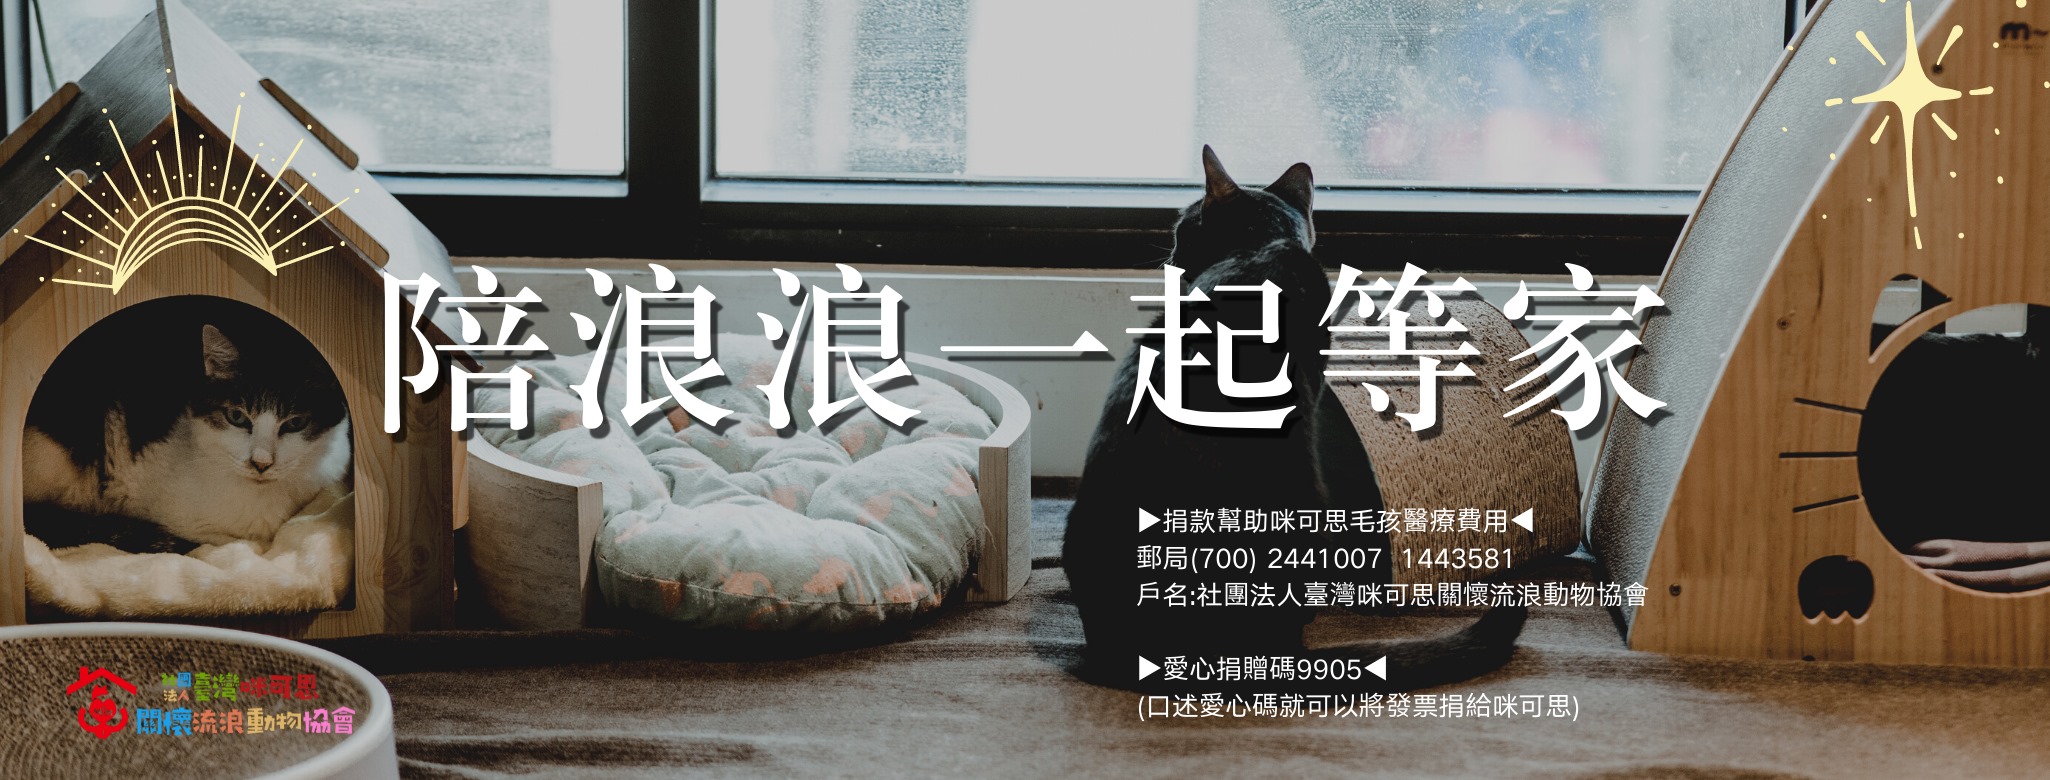 陪浪浪一起等家
▶捐款幫助咪可思毛孩醫療費用◀
郵局(700) 2441007 1443581
戶名:社團法人臺灣咪可思關懷流浪動物協會
▶愛心捐贈碼9905◀
(口述愛心碼就可以將發票捐給咪可思)
社團法人臺灣咪可思
關懷流浪動物協會